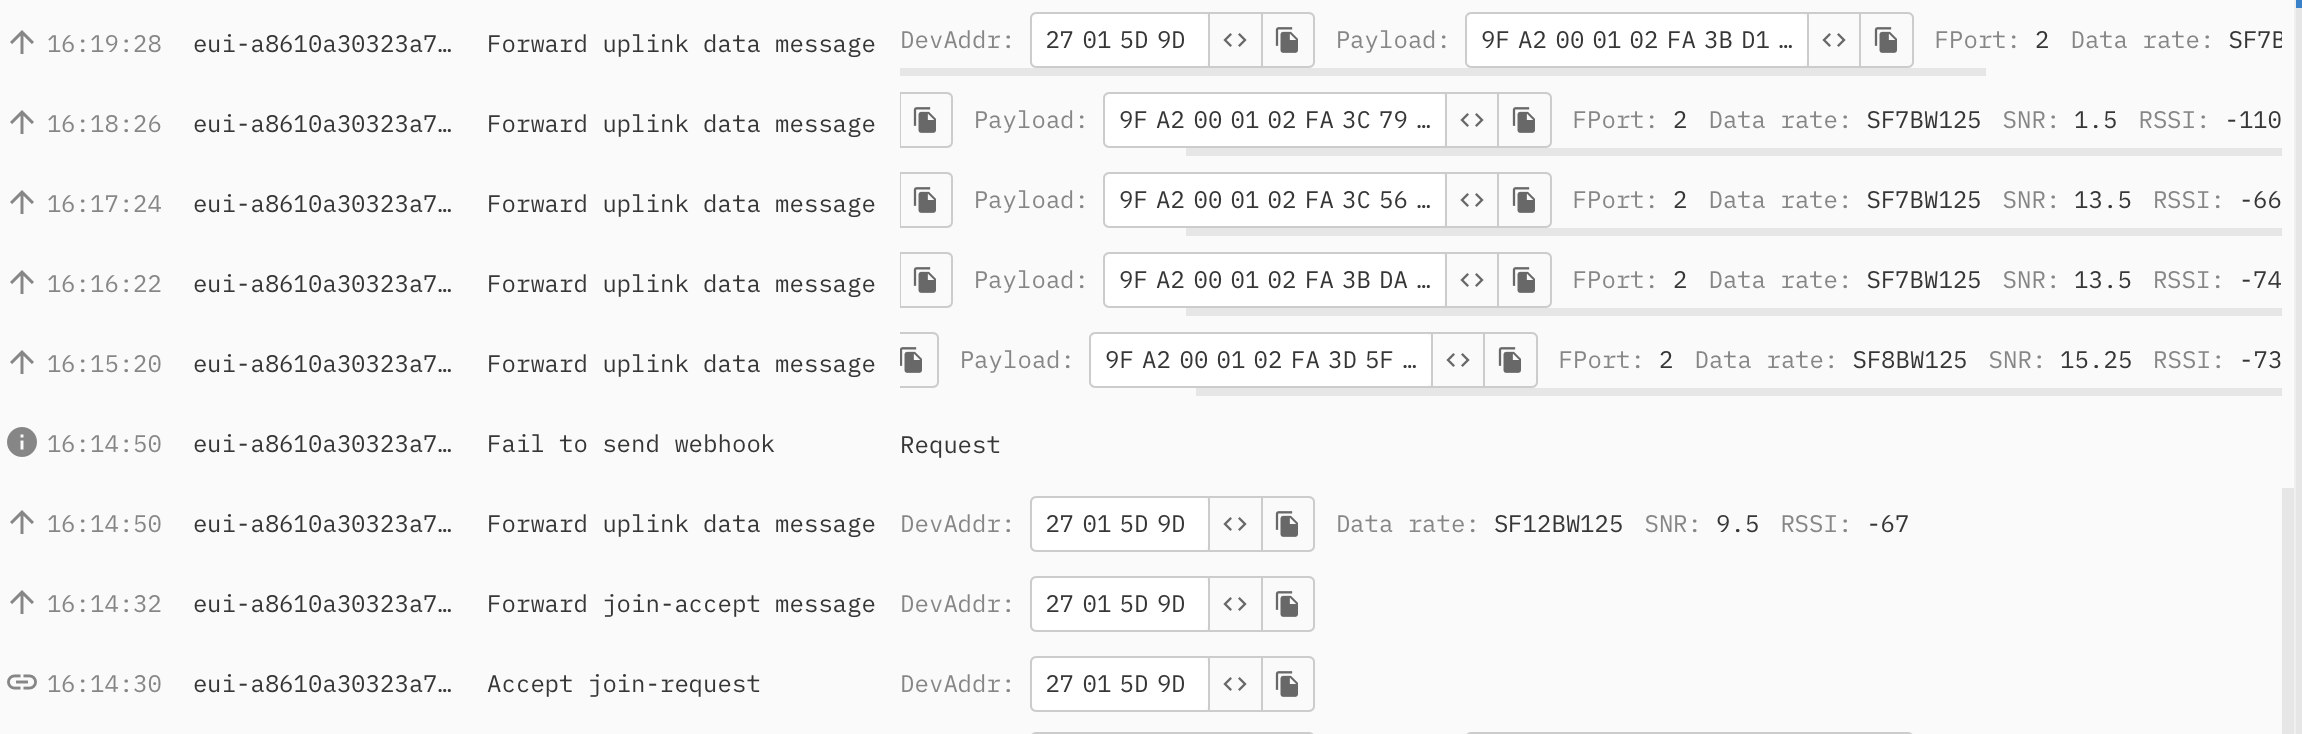 16:19:28 eui-a8610a30323a7… Forward uplink data message DevAddr: 27 01 5D 9D <> Payload: 9F A2 00 01 02 FA 3B D1 … <> FPort: 2 Data rate: SF7B
16:18:26 eui-a8610a30323a7… Forward uplink data message Payload: 9F A2 00 01 02 FA 3C 79 … <> FPort: 2 Data rate: SF7BW125 SNR: 1.5 RSSI: -110
16:17:24 eui-a8610a30323a7… Forward uplink data message Payload: 9F A2 00 01 02 FA 3C 56 … <> FPort: 2 Data rate: SF7BW125 SNR: 13.5 RSSI: -66
16:16:22 eui-a8610a30323a7… Forward uplink data message Payload: 9F A2 00 01 02 FA 3B DA … <> FPort: 2 Data rate: SF7BW125 SNR: 13.5 RSSI: -74
16:15:20 eui-a8610a30323a7… Forward uplink data message Payload: 9F A2 00 01 02 FA 3D 5F … <> FPort: 2 Data rate: SF8BW125 SNR: 15.25 RSSI: -73
16:14:50 eui-a8610a30323a7… Fail to send webhook Request
16:14:50 eui-a8610a30323a7… Forward uplink data message DevAddr: 27 01 5D 9D <> Data rate: SF12BW125 SNR: 9.5 RSSI: -67
16:14:32 eui-a8610a30323a7… Forward join-accept message DevAddr: 27 01 5D 9D <>
16:14:30 eui-a8610a30323a7… Accept join-request DevAddr: 27 01 5D 9D <>